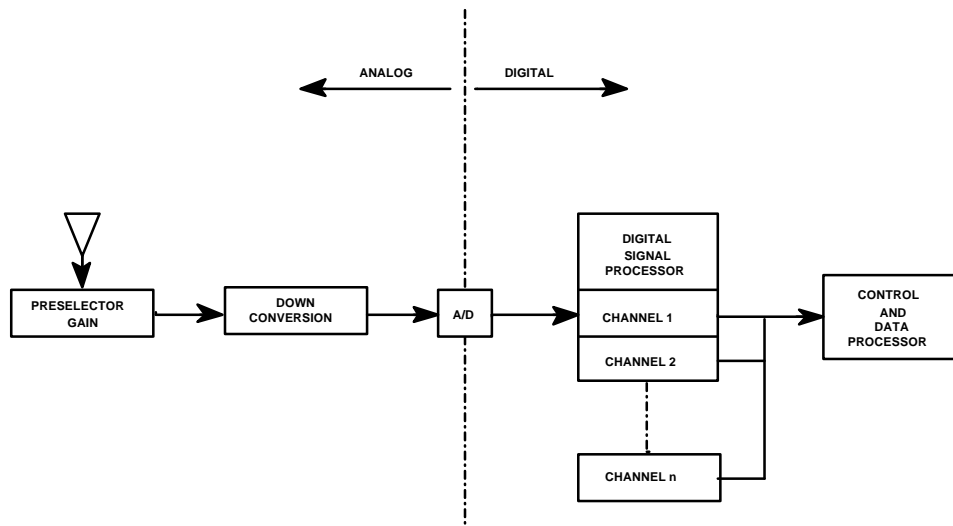 ANALOG
DIGITAL
PRESELECTOR
GAIN
DOWN
CONVERSION
A/D
DIGITAL
SIGNAL
PROCESSOR
CHANNEL 1
CHANNEL 2
CHANNEL n
CONTROL
AND
DATA
PROCESSOR